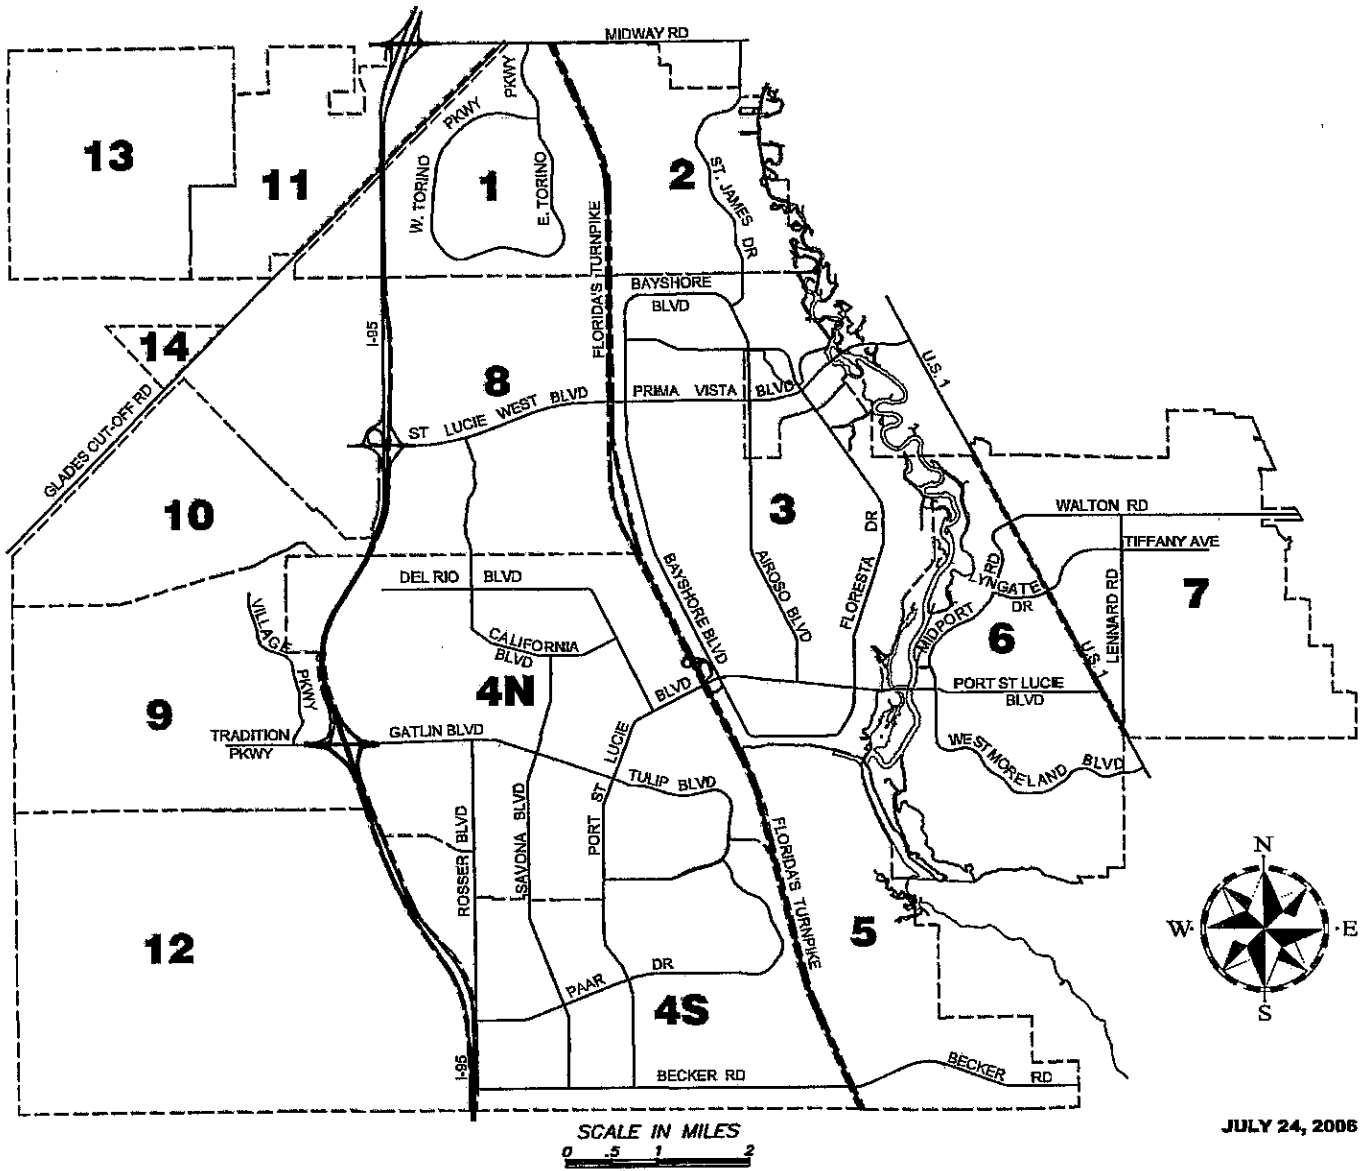 MIDWAY RD
PKWY
PKWY
13
11
1
2
W. TORINO
E. TORINO
ST. JAMES DR
FLORIDA'S TURNPIKE
BAYSHORE
BLVD
I-95
14
U.S. 1
8
PRIMA VISTA BLVD
ST LUCIE WEST BLVD
GLADES CUT-OFF RD
10
3
WALTON RD
TIFFANY AVE
DEL RIO BLVD
BAYSHORE BLVD
AIROSO BLVD
FLORESTA DR
LYNGATE
DR
RD
MIDPORT
LENNARD RD
7
VILLAGE
PKWY
CALIFORNIA
BLVD
6
U.S. 1
4N
BLVD
PORT ST LUCIE
BLVD
9
TRADITION
PKWY
GATLIN BLVD
WESTMORELAND BLVD
TULIP BLVD
PORT ST LUCIE
ROSSER BLVD
SAVONA BLVD
FLORIDA'S TURNPIKE
N
W
E
S
12
5
PAAR DR
4S
I-95
BECKER RD
BECKER RD
SCALE IN MILES
0 .5 1 2
JULY 24, 2006